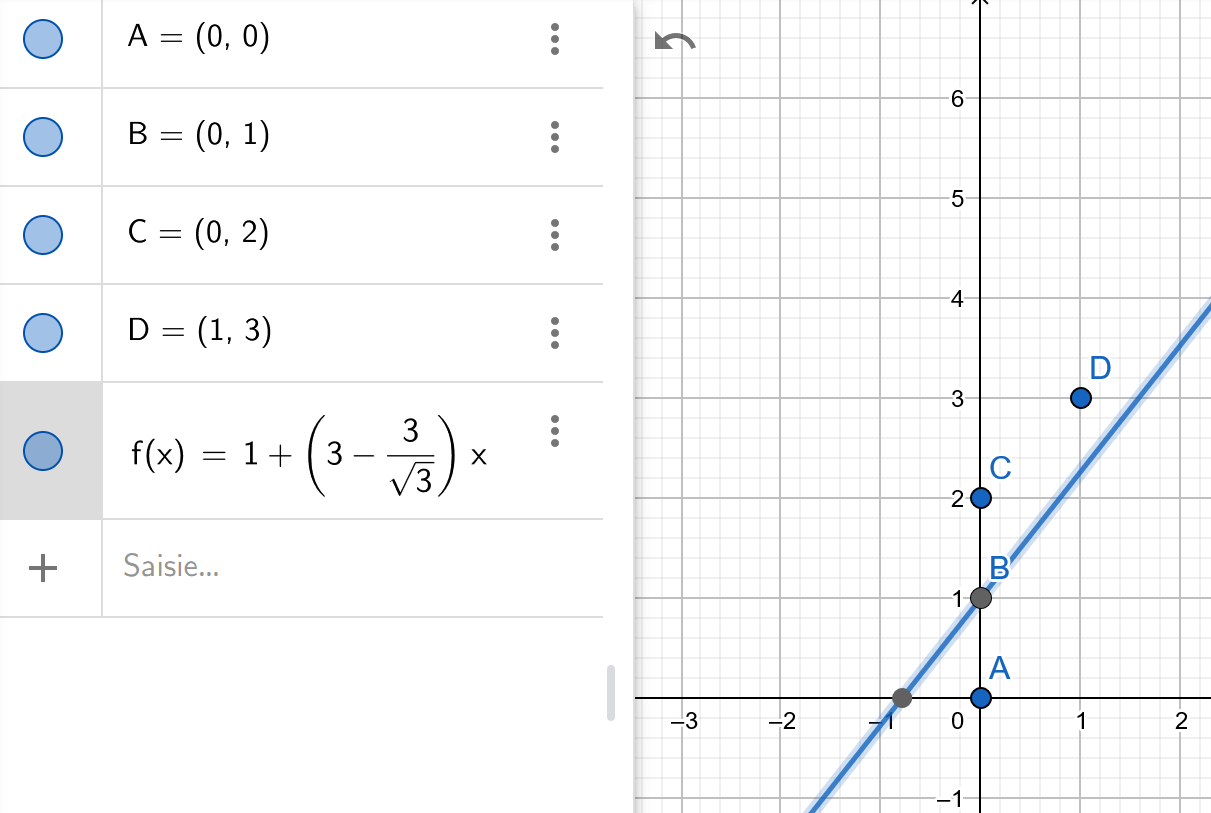 A = (0, 0)
B = (0, 1)
C = (0, 2)
D = (1, 3)
f(x) = 1 + (3 − 3/√3) x
Saisie...
6
5
4
D
3
C
2
B
1
A
−3 −2 −1 0 1 2
−1